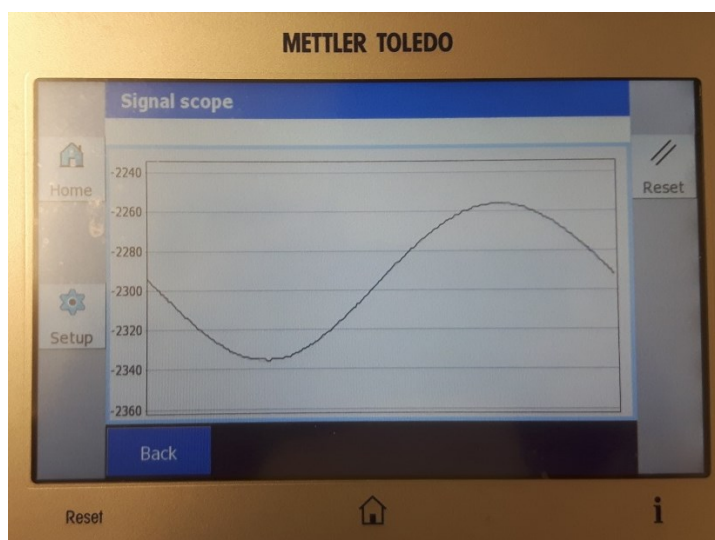 METTLER TOLEDO
Signal scope
Home
Reset
Setup
-2240
-2260
-2280
-2300
-2320
-2340
-2360
Back
Reset
i